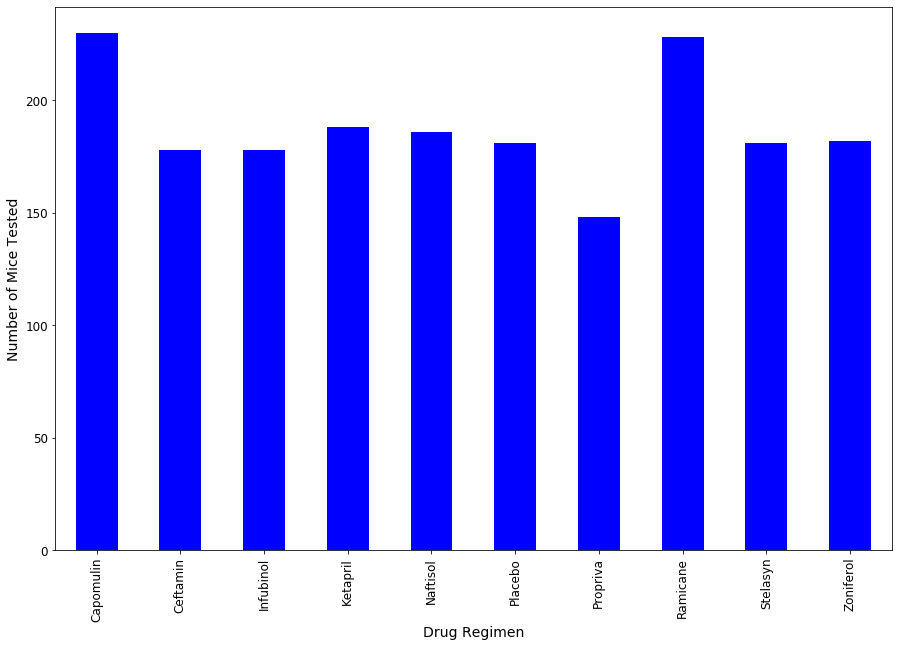 Number of Mice Tested
200
150
100
50
0
Capomulin
Ceftamin
Infubinol
Ketapril
Naftisol
Placebo
Propriva
Ramicane
Stelasyn
Zoniferol
Drug Regimen